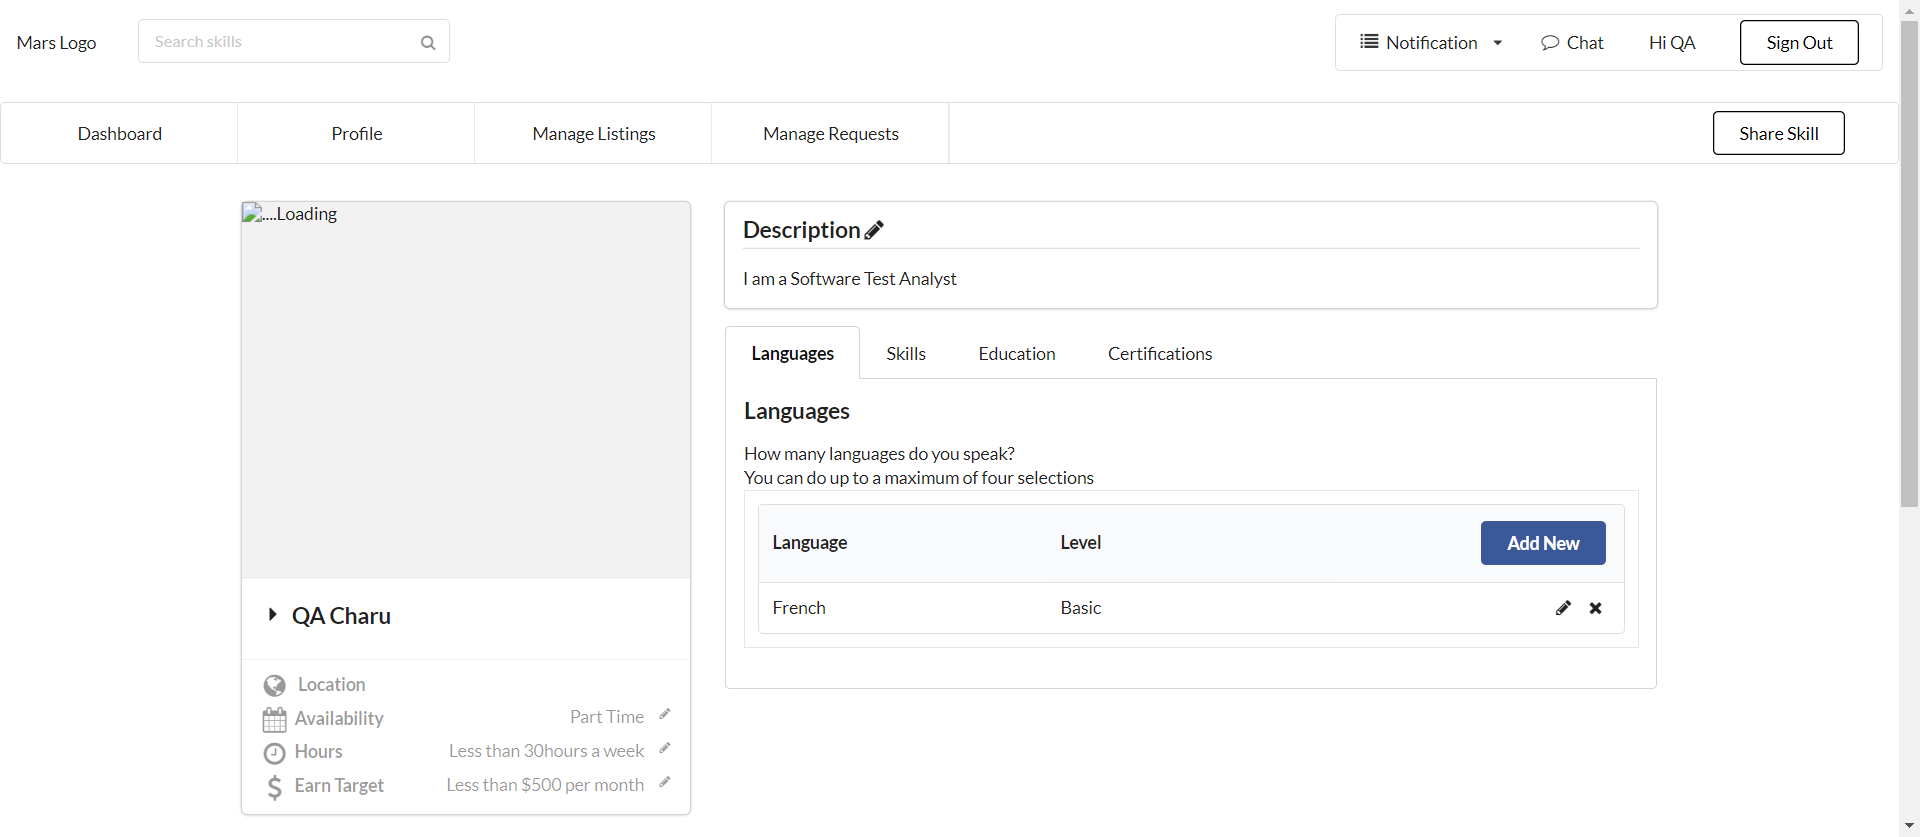 Mars Logo
Search skills
Notification
Chat
Hi QA
Sign Out
Dashboard
Profile
Manage Listings
Manage Requests
Share Skill
....Loading
QA Charu
Location
Availability
Part Time
Hours
Less than 30hours a week
Earn Target
Less than $500 per month
Description
I am a Software Test Analyst
Languages
Skills
Education
Certifications
Languages
How many languages do you speak?
You can do up to a maximum of four selections
Language
Level
Add New
French
Basic